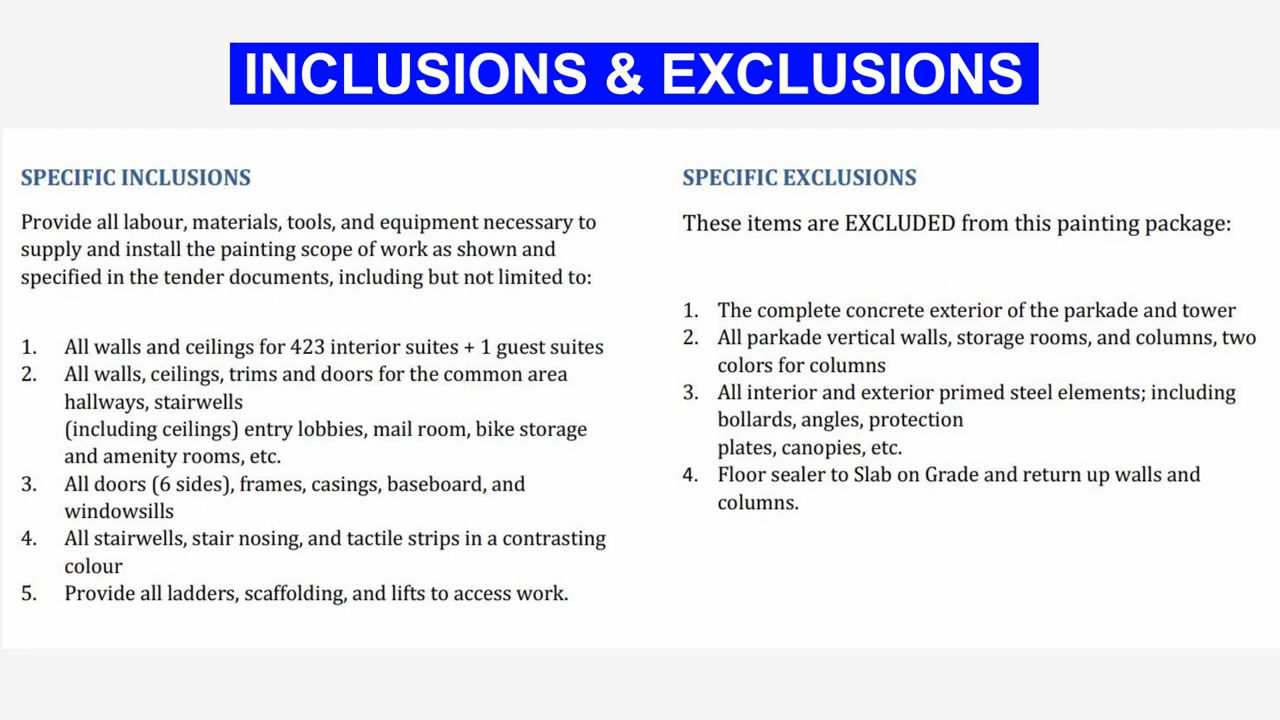 INCLUSIONS & EXCLUSIONS
SPECIFIC INCLUSIONS
Provide all labour, materials, tools, and equipment necessary to
supply and install the painting scope of work as shown and
specified in the tender documents, including but not limited to:
1. All walls and ceilings for 423 interior suites + 1 guest suites
2. All walls, ceilings, trims and doors for the common area
hallways, stairwells
(including ceilings) entry lobbies, mail room, bike storage
and amenity rooms, etc.
3. All doors (6 sides), frames, casings, baseboard, and
windowsills
4. All stairwells, stair nosing, and tactile strips in a contrasting
colour
5. Provide all ladders, scaffolding, and lifts to access work.
SPECIFIC EXCLUSIONS
These items are EXCLUDED from this painting package:
1. The complete concrete exterior of the parkade and tower
2. All parkade vertical walls, storage rooms, and columns, two
colors for columns
3. All interior and exterior primed steel elements; including
bollards, angles, protection
plates, canopies, etc.
4. Floor sealer to Slab on Grade and return up walls and
columns.